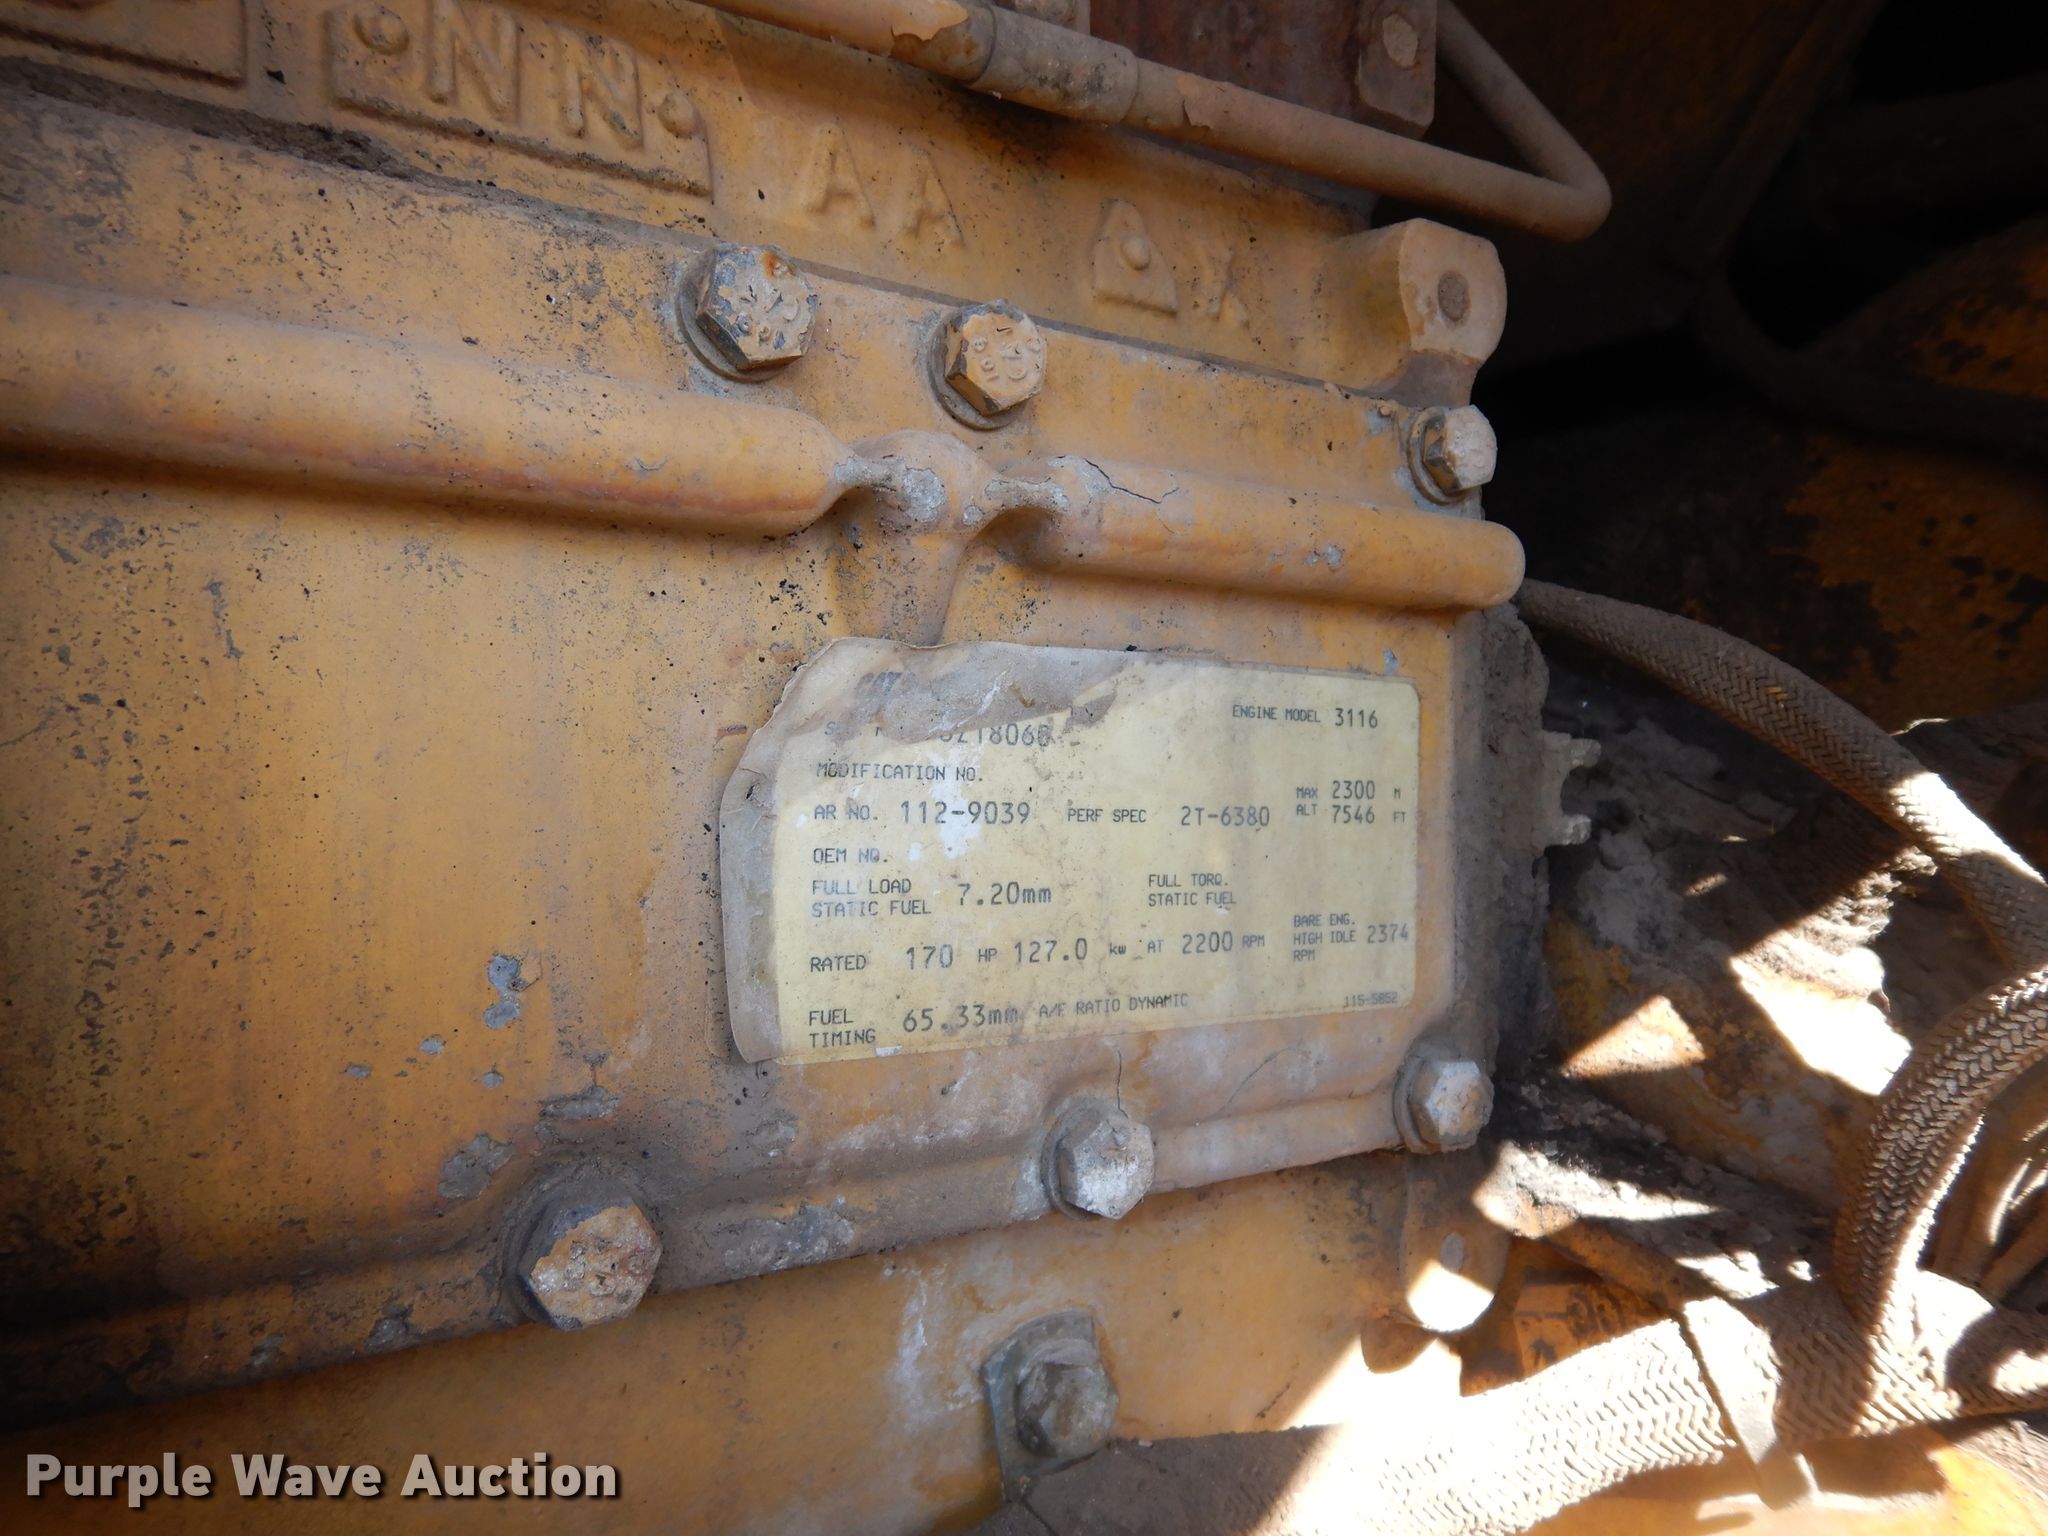 NN
AA
X
ENGINE MODEL 3116
MODIFICATION NO.
AR NO. 112-9039 PERF SPEC 2T-6380 MAX ALT 2300 M 7546 FT
OEM NO.
FULL LOAD STATIC FUEL 7.20mm FULL TORQ. STATIC FUEL
RATED 170 HP 127.0 kw AT 2200 RPM BARE ENG. HIGH IDLE 2374 RPM
FUEL TIMING 65.33mm A/F RATIO DYNAMIC 115-5852
Purple Wave Auction